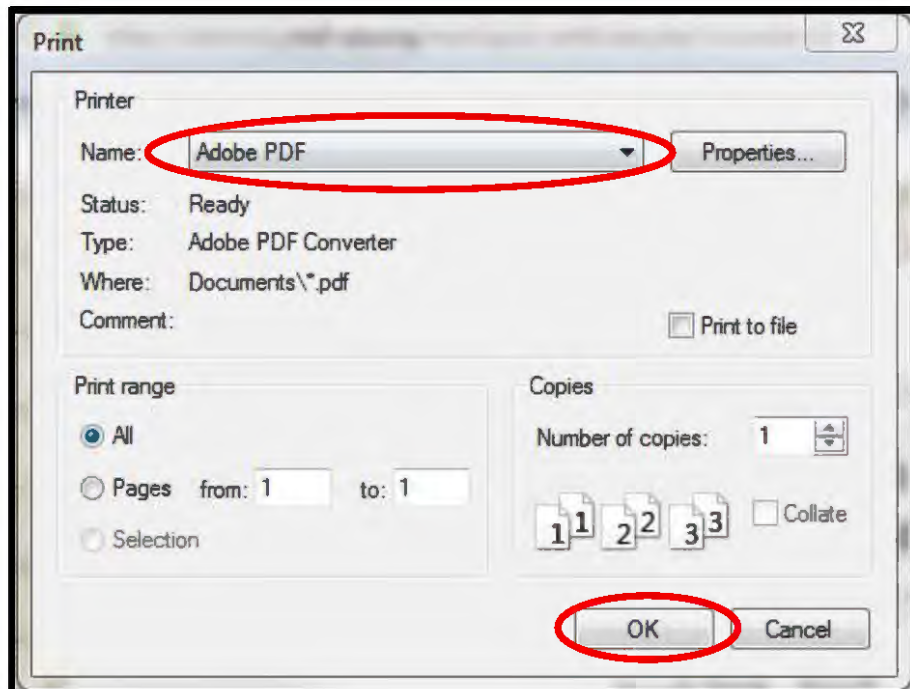 Print
Printer
Name: Adobe PDF Properties...
Status: Ready
Type: Adobe PDF Converter
Where: Documents\*.pdf
Comment: Print to file
Print range
Copies
All
Number of copies: 1
Pages from: 1 to: 1
1 1 2 2 3 3 Collate
Selection
OK Cancel